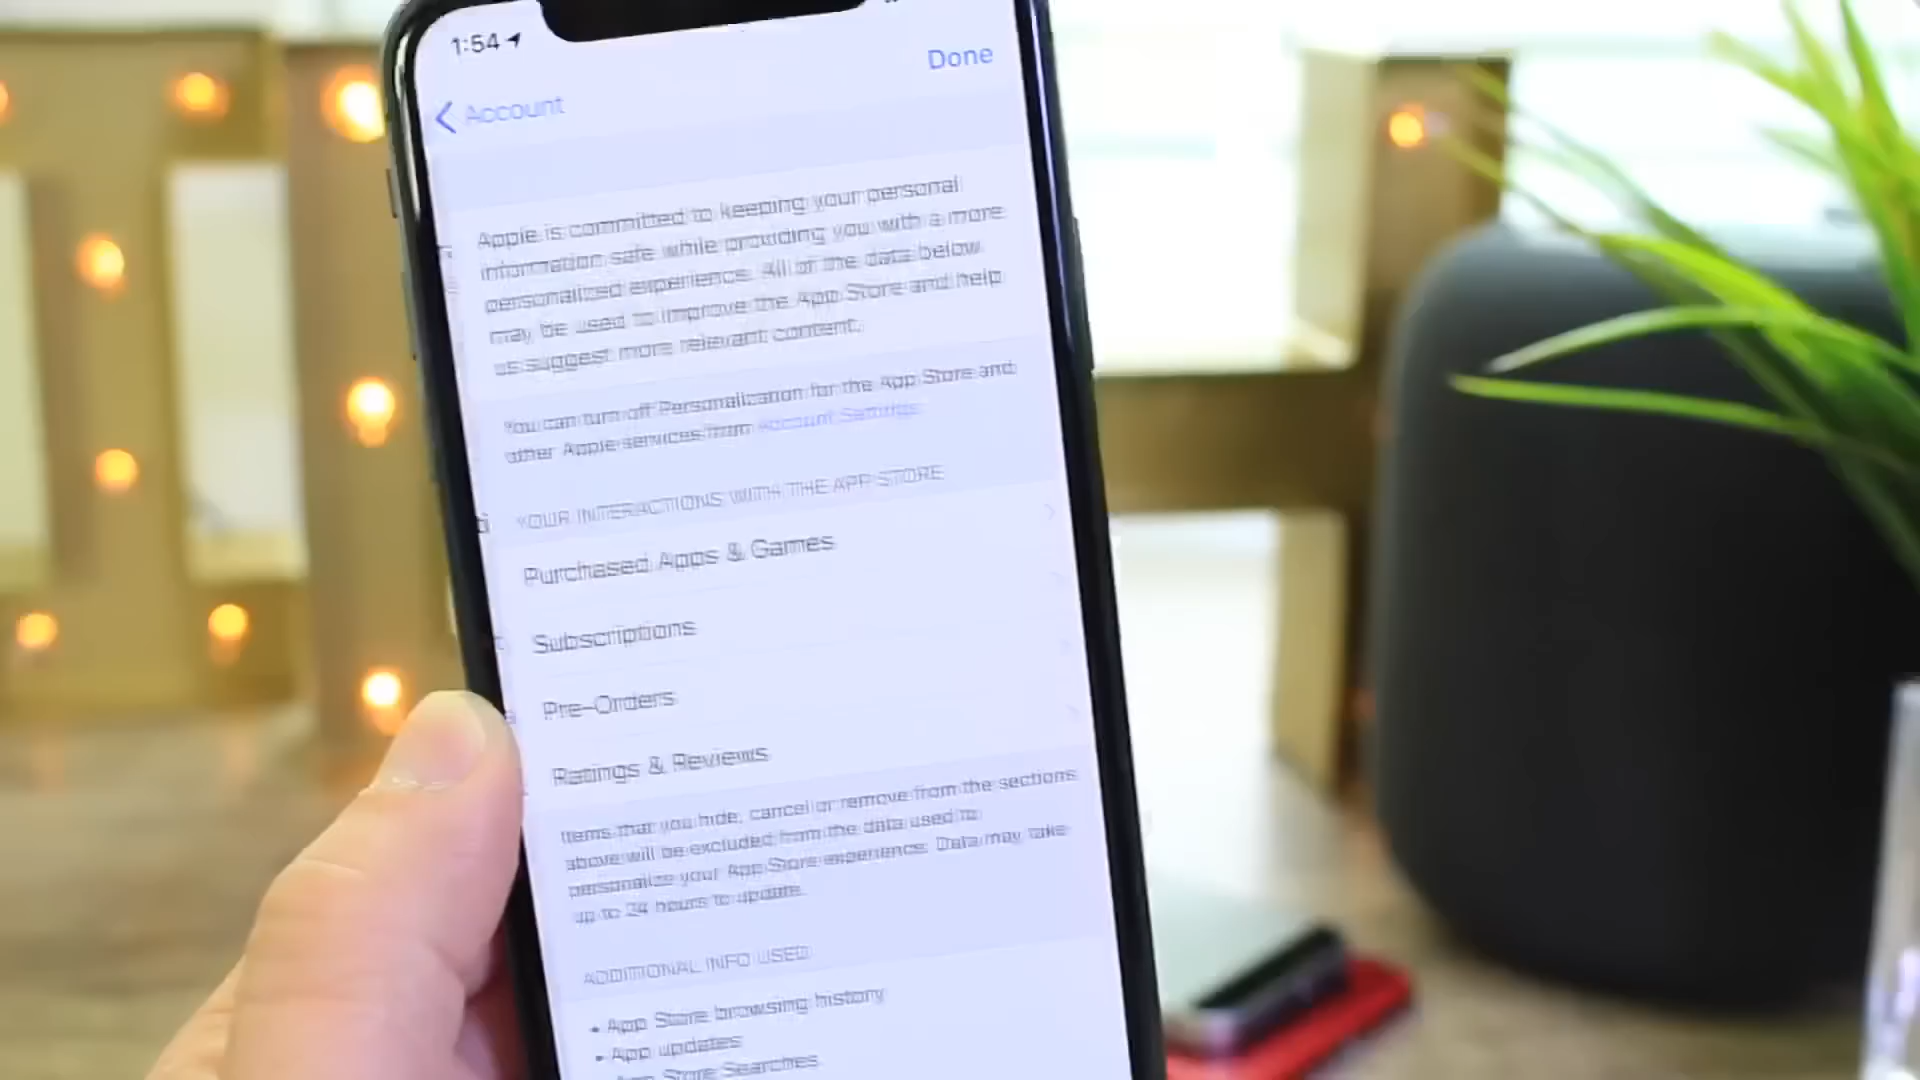 1:54
Done
Account
Apple is committed to keeping your personal
information safe while providing you with a more
personalized experience. All of the data below
may be used to improve the App Store and help
us suggest more relevant content.
You can turn off Personalization for the App Store and
other Apple services from Account Settings.
YOUR INTERACTIONS WITH THE APP STORE
Purchased Apps & Games
Subscriptions
Pre-Orders
Ratings & Reviews
Items that you hide, cancel or remove from the sections
above will be excluded from the data used to
personalize your App Store experience. Data may take
up to 24 hours to update.
ADDITIONAL INFO USED
• App Store browsing history
• App updates
App Store Searches